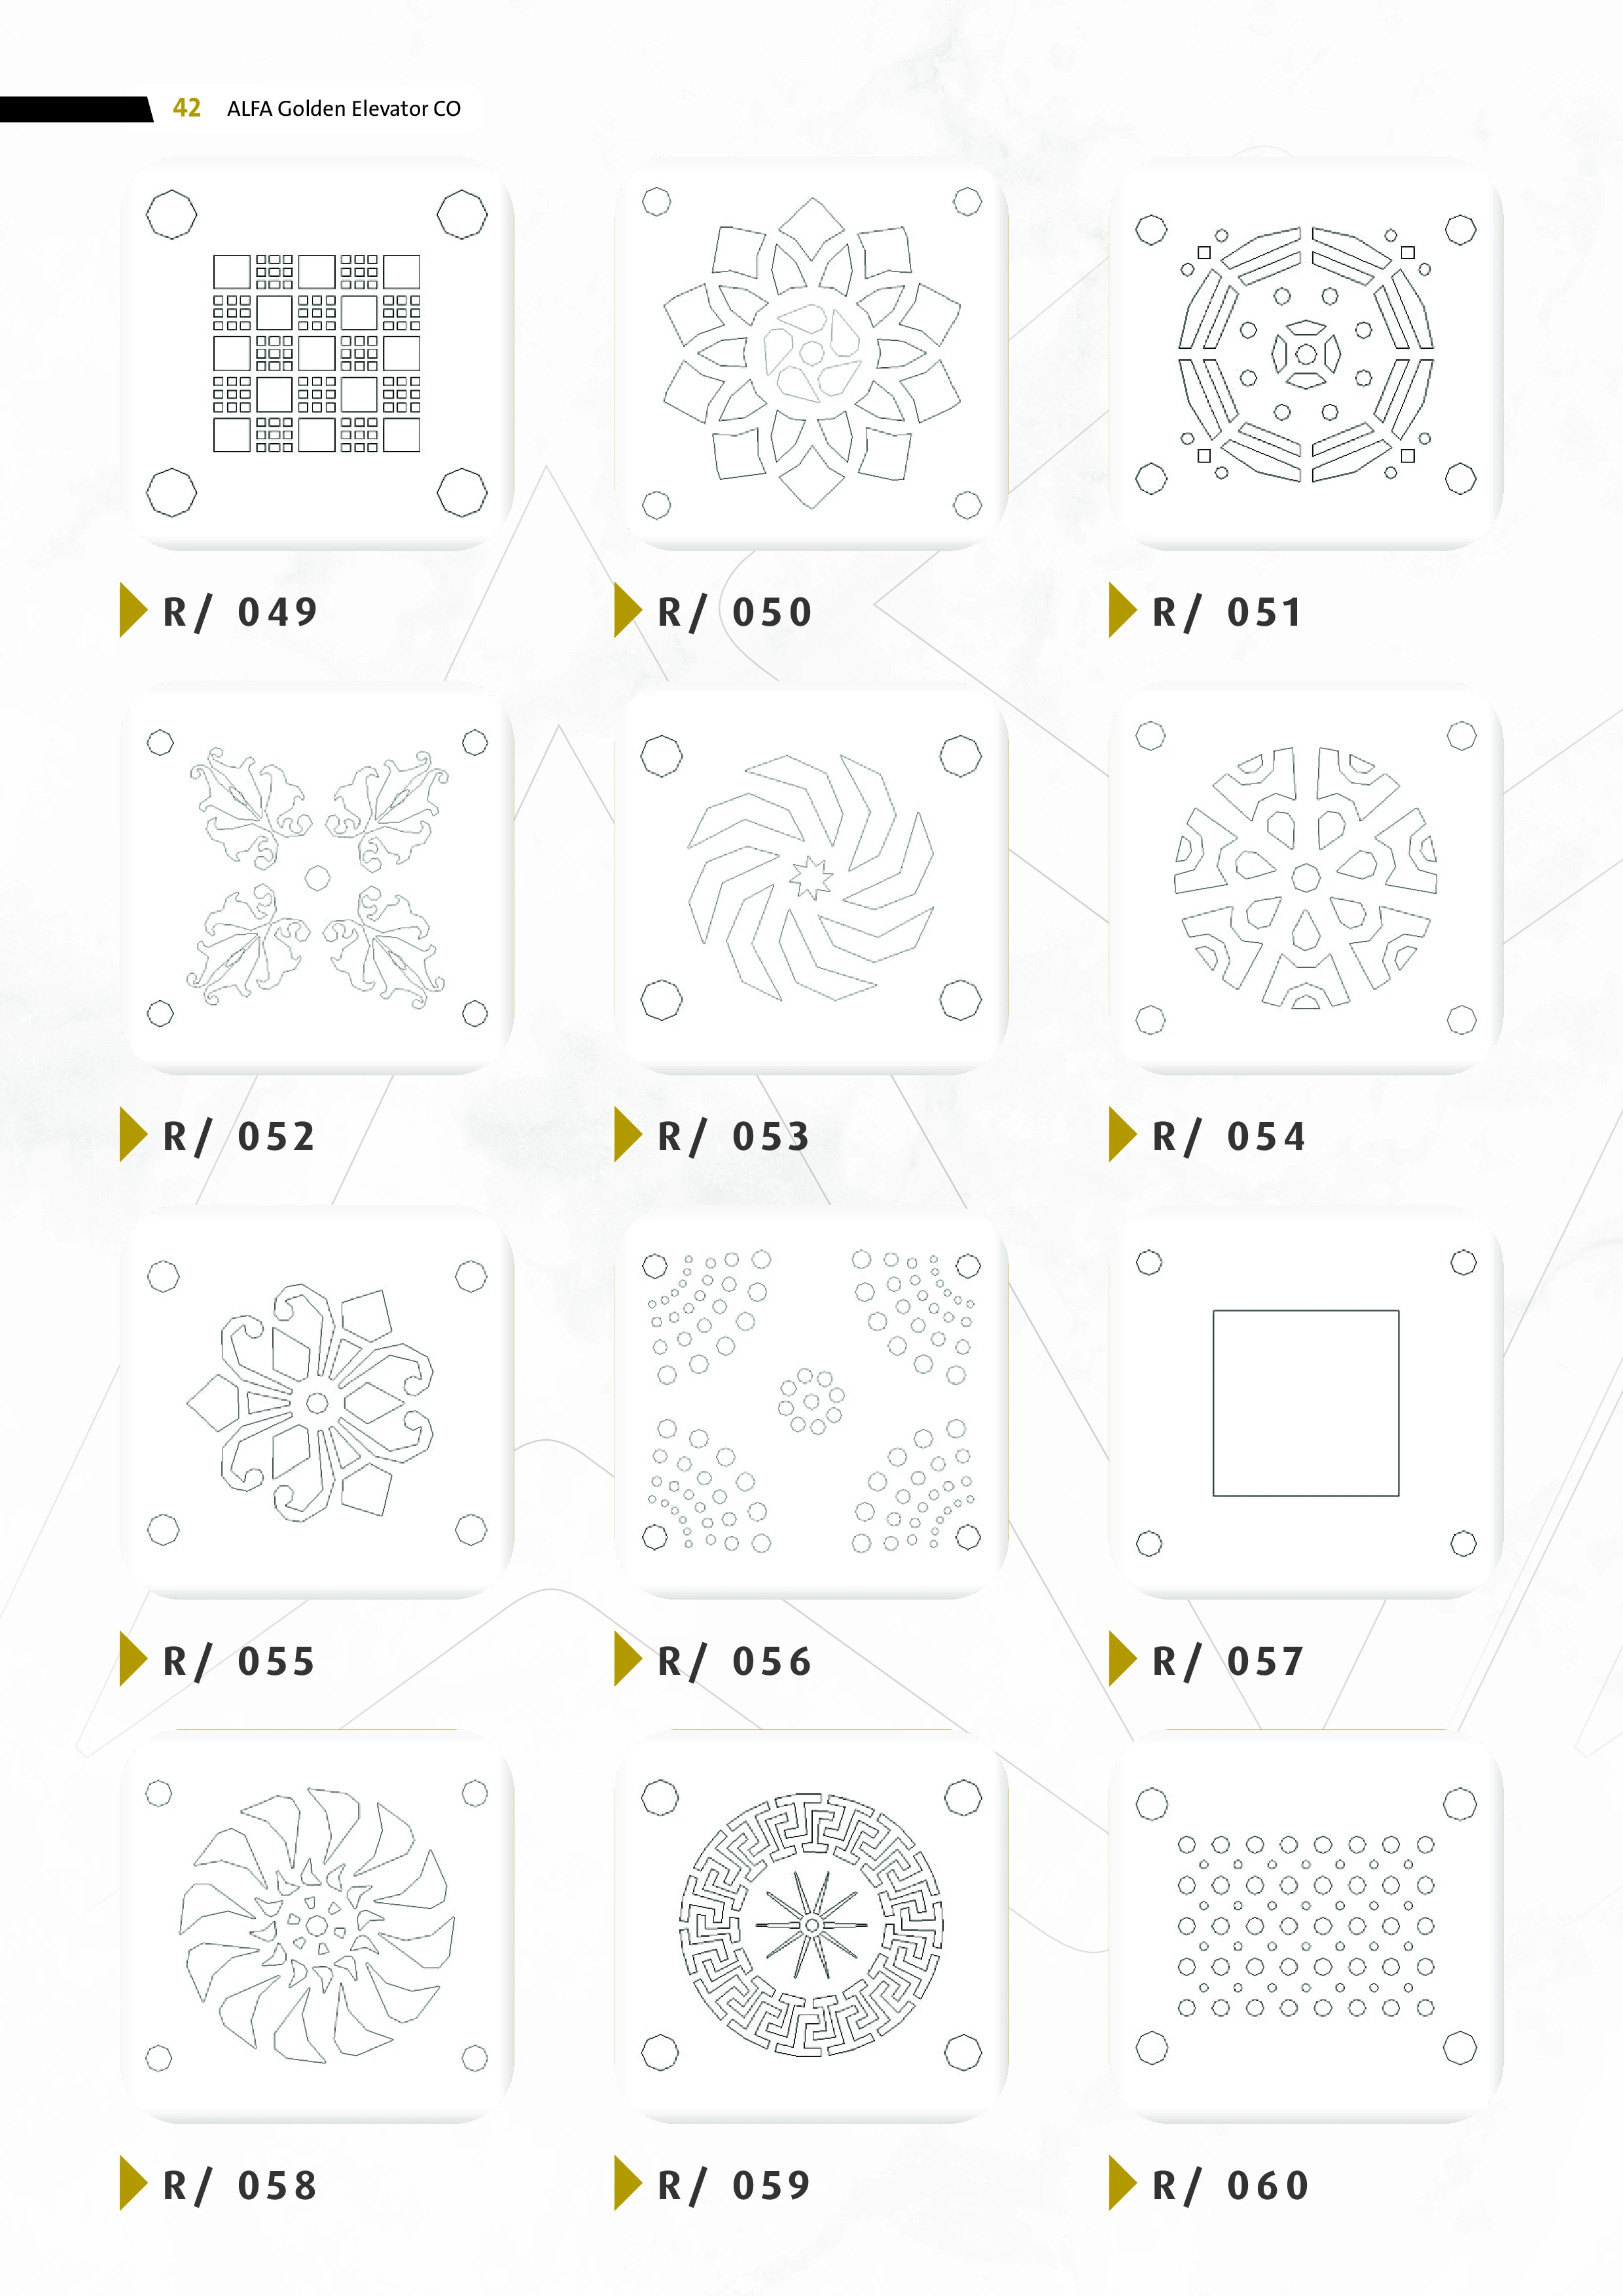 42 ALFA Golden Elevator CO
R/ 049
R/ 050
R/ 051
R/ 052
R/ 053
R/ 054
R/ 055
R/ 056
R/ 057
R/ 058
R/ 059
R/ 060